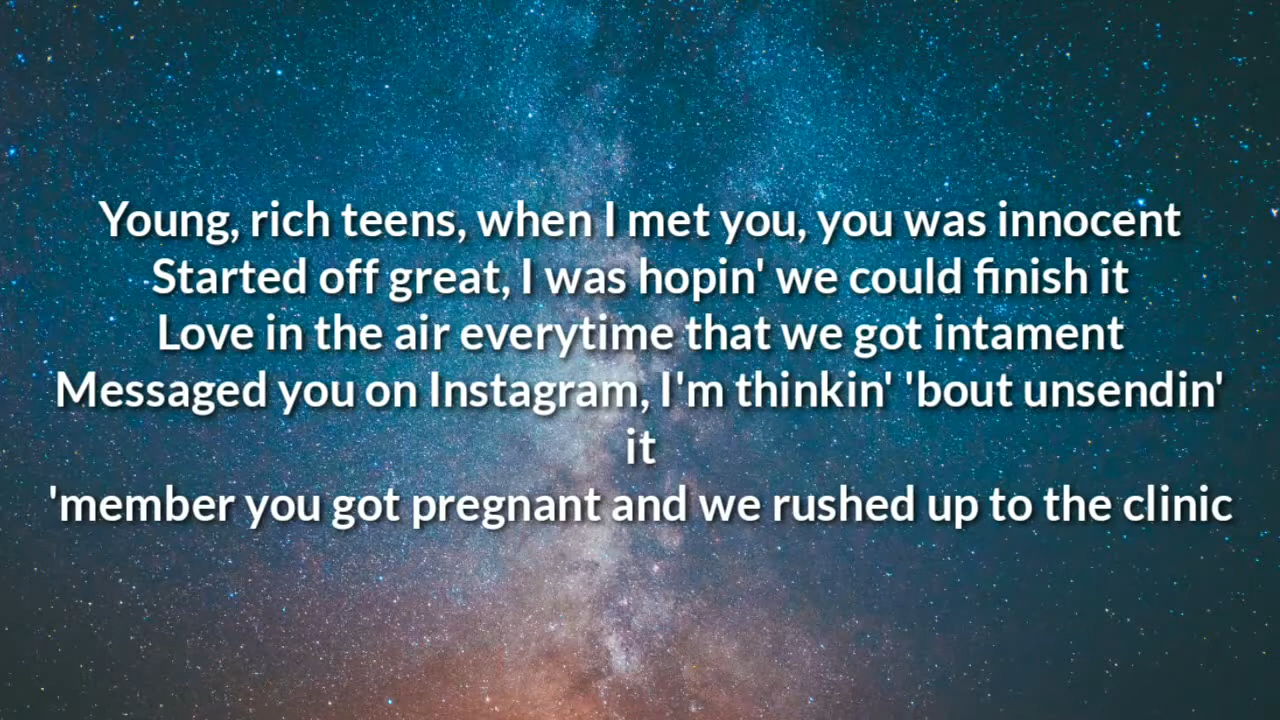 Young, rich teens, when I met you, you was innocent
Started off great, I was hopin' we could finish it
Love in the air everytime that we got intament
Messaged you on Instagram, I'm thinkin' 'bout unsendin'
it
'member you got pregnant and we rushed up to the clinic